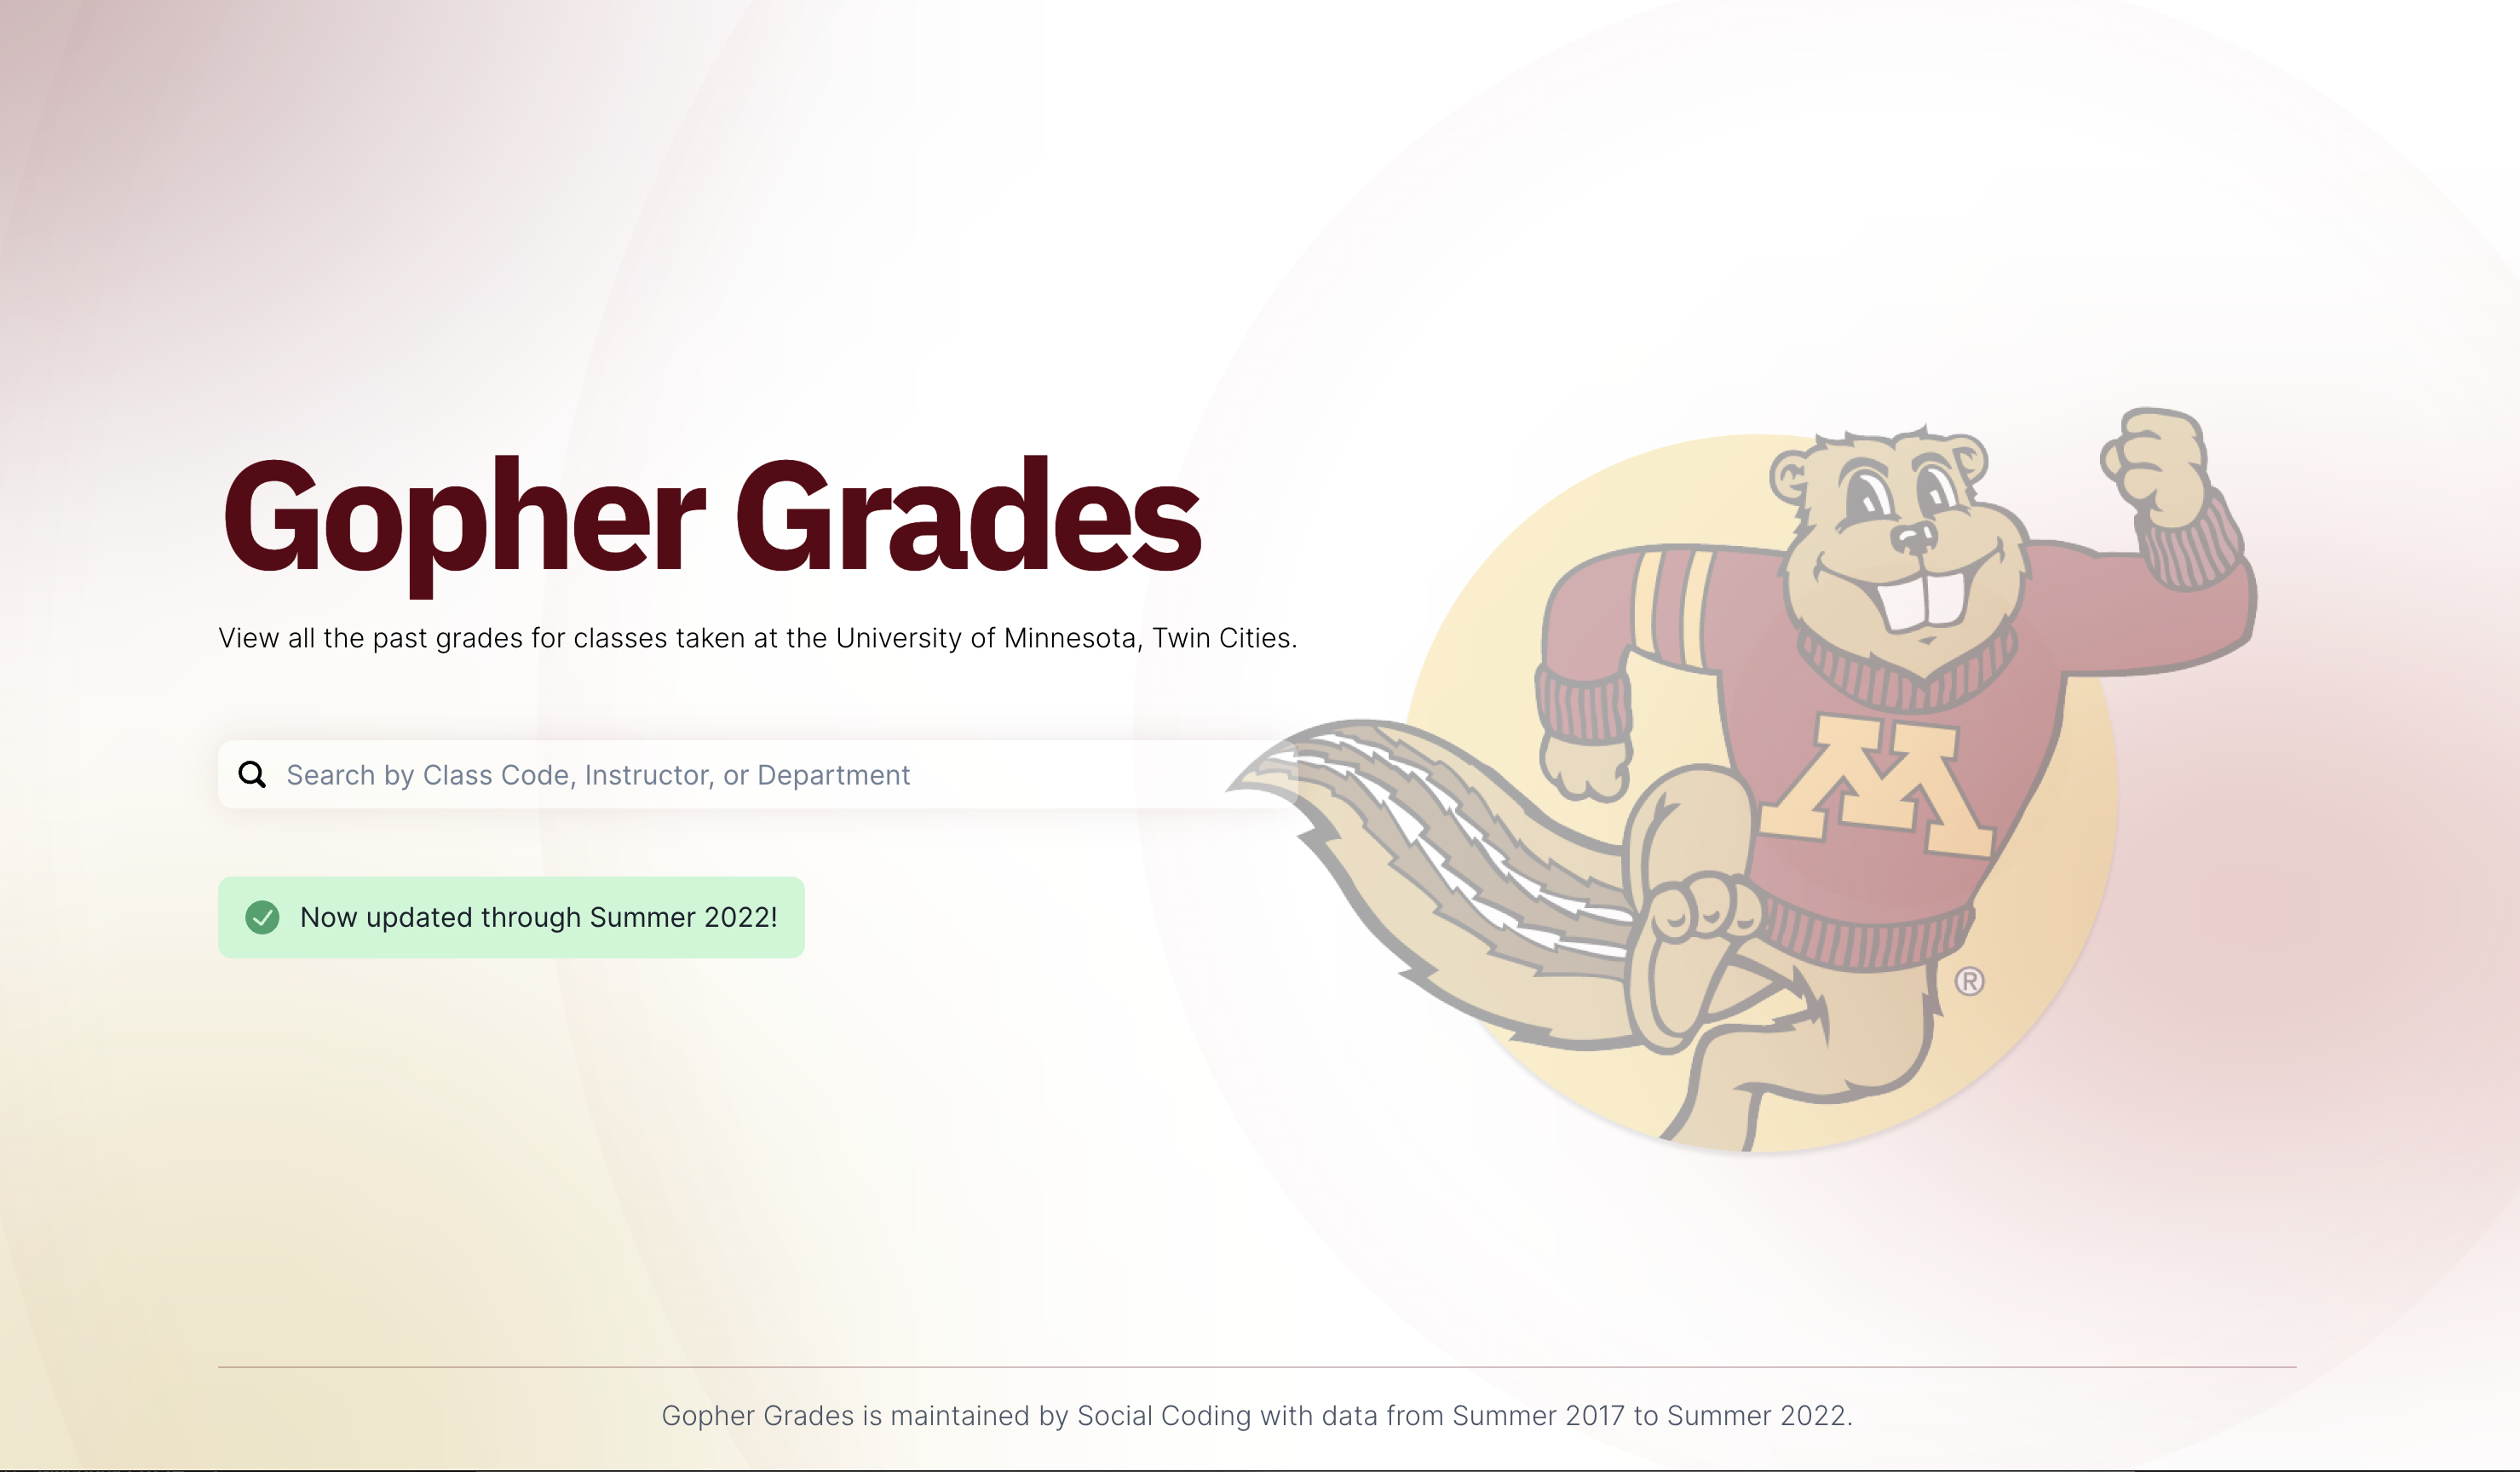 Gopher Grades
View all the past grades for classes taken at the University of Minnesota, Twin Cities.
Search by Class Code, Instructor, or Department
Now updated through Summer 2022!
M
®
Gopher Grades is maintained by Social Coding with data from Summer 2017 to Summer 2022.